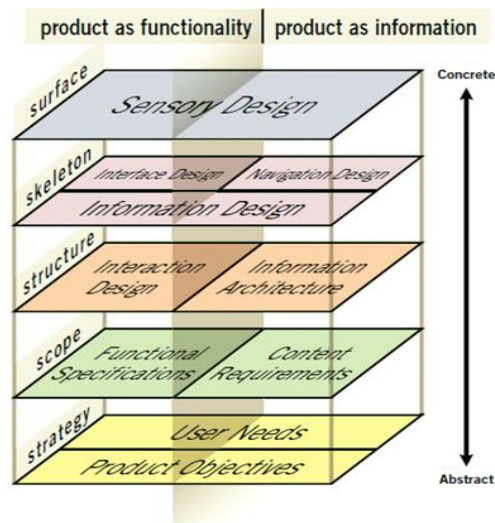 product as functionality product as information
Concrete
surface
Sensory Design
skeleton
Interface Design Navigation Design
Information Design
structure
Interaction
Design
Information
Architecture
scope
Functional
Specifications
Content
Requirements
strategy
User Needs
Product Objectives
Abstract